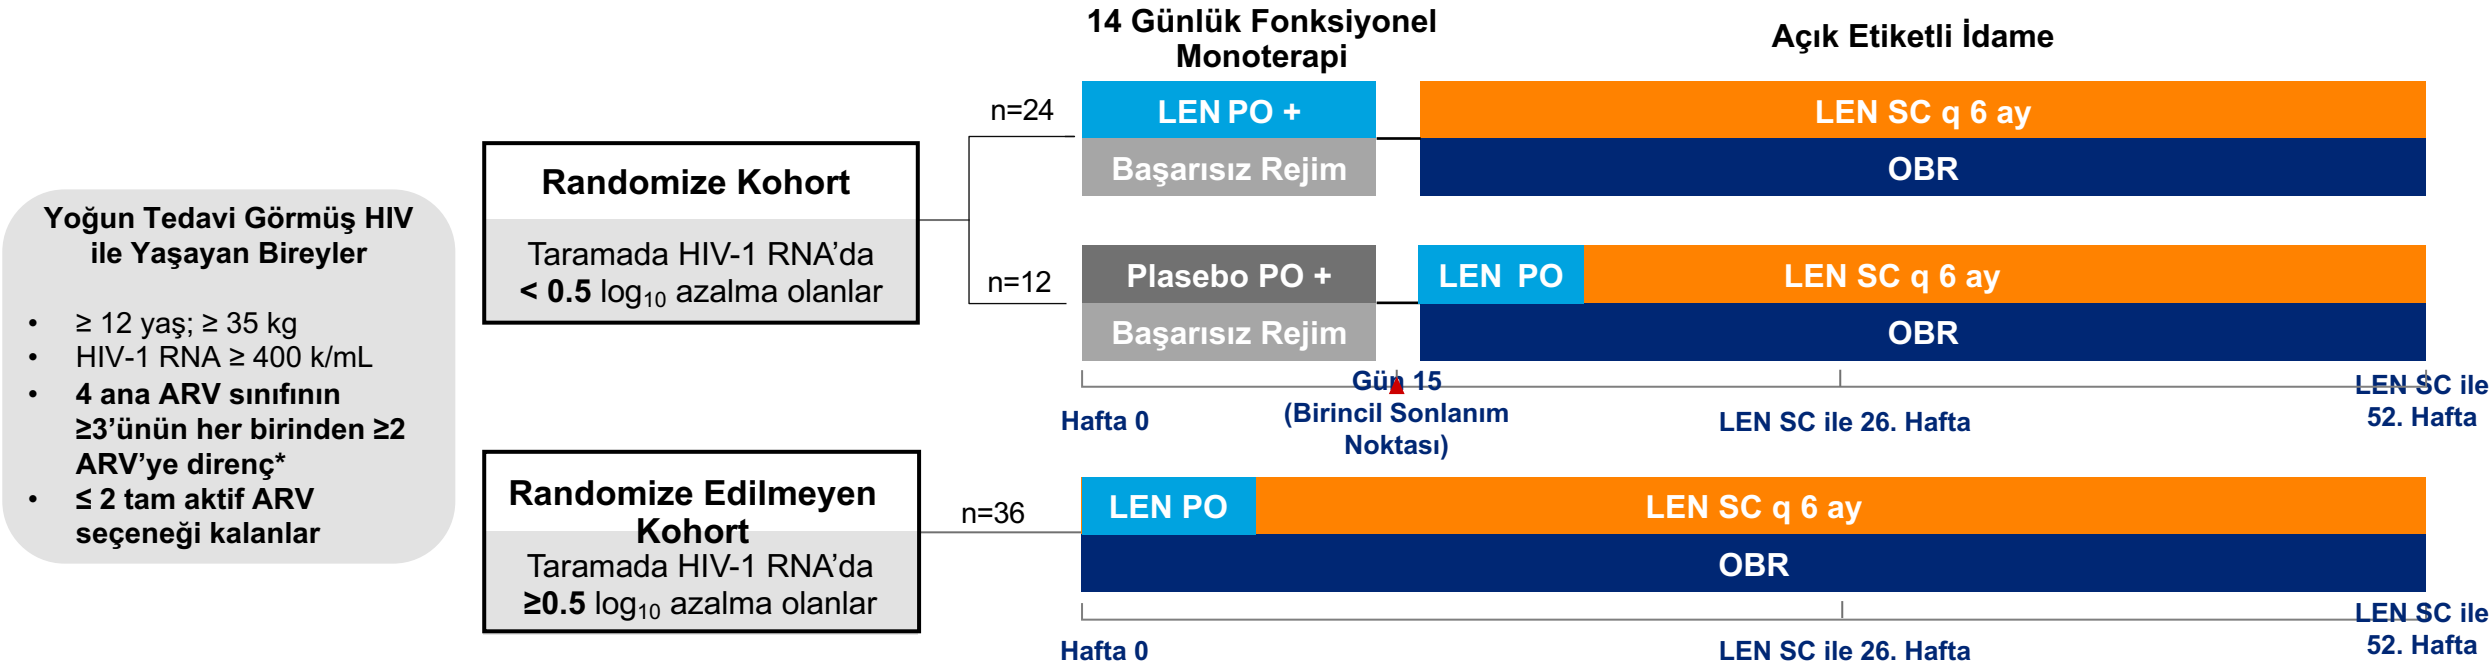 14 Günlük Fonksiyonel
Monoterapi
Açık Etiketli İdame
Yoğun Tedavi Görmüş HIV
ile Yaşayan Bireyler
• ≥ 12 yaş; ≥ 35 kg
• HIV-1 RNA ≥ 400 k/mL
• 4 ana ARV sınıfının
≥3’ünün her birinden ≥2
ARV’ye direnç*
• ≤ 2 tam aktif ARV
seçeneği kalanlar
Randomize Kohort
Taramada HIV-1 RNA’da
< 0.5 log10 azalma olanlar
n=24
LEN PO +
Başarısız Rejim
LEN SC q 6 ay
OBR
n=12
Plasebo PO +
Başarısız Rejim
LEN PO
LEN SC q 6 ay
OBR
Hafta 0
Gün 15
(Birincil Sonlanım
Noktası)
LEN SC ile 26. Hafta
LEN SC ile
52. Hafta
Randomize Edilmeyen
Kohort
Taramada HIV-1 RNA’da
≥0.5 log10 azalma olanlar
n=36
LEN PO
LEN SC q 6 ay
OBR
Hafta 0
LEN SC ile 26. Hafta
LEN SC ile
52. Hafta